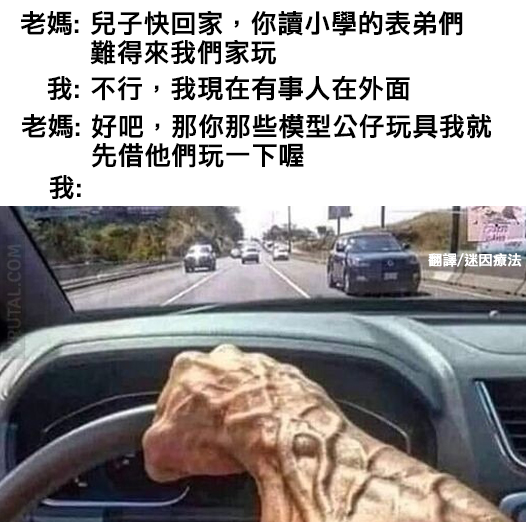 老媽: 兒子快回家，你讀小學的表弟們
難得來我們家玩
我: 不行，我現在有事人在外面
老媽: 好吧，那你那些模型公仔玩具我就
先借他們玩一下喔
我:
翻譯/迷因療法